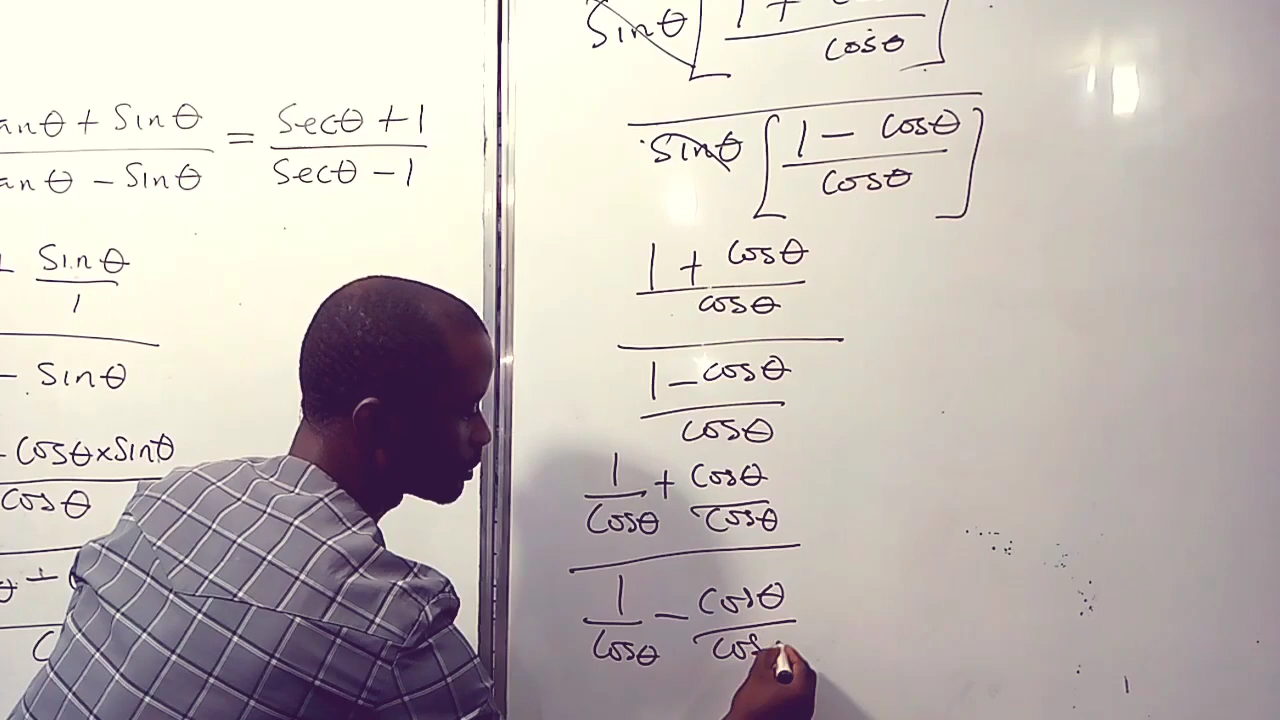 anθ + Sinθ / anθ - Sinθ = Secθ + 1 / Secθ - 1
Sinθ / 1
- Sinθ
- Cosθ×Sinθ
Cosθ
Sinθ [ 1 + / Cosθ ]
Sinθ [ 1 - Cosθ / Cosθ ]
1 + Cosθ
Cosθ
1 - Cosθ
Cosθ
1 / Cosθ + Cosθ / Cosθ
1 / Cosθ - Cosθ / Cos